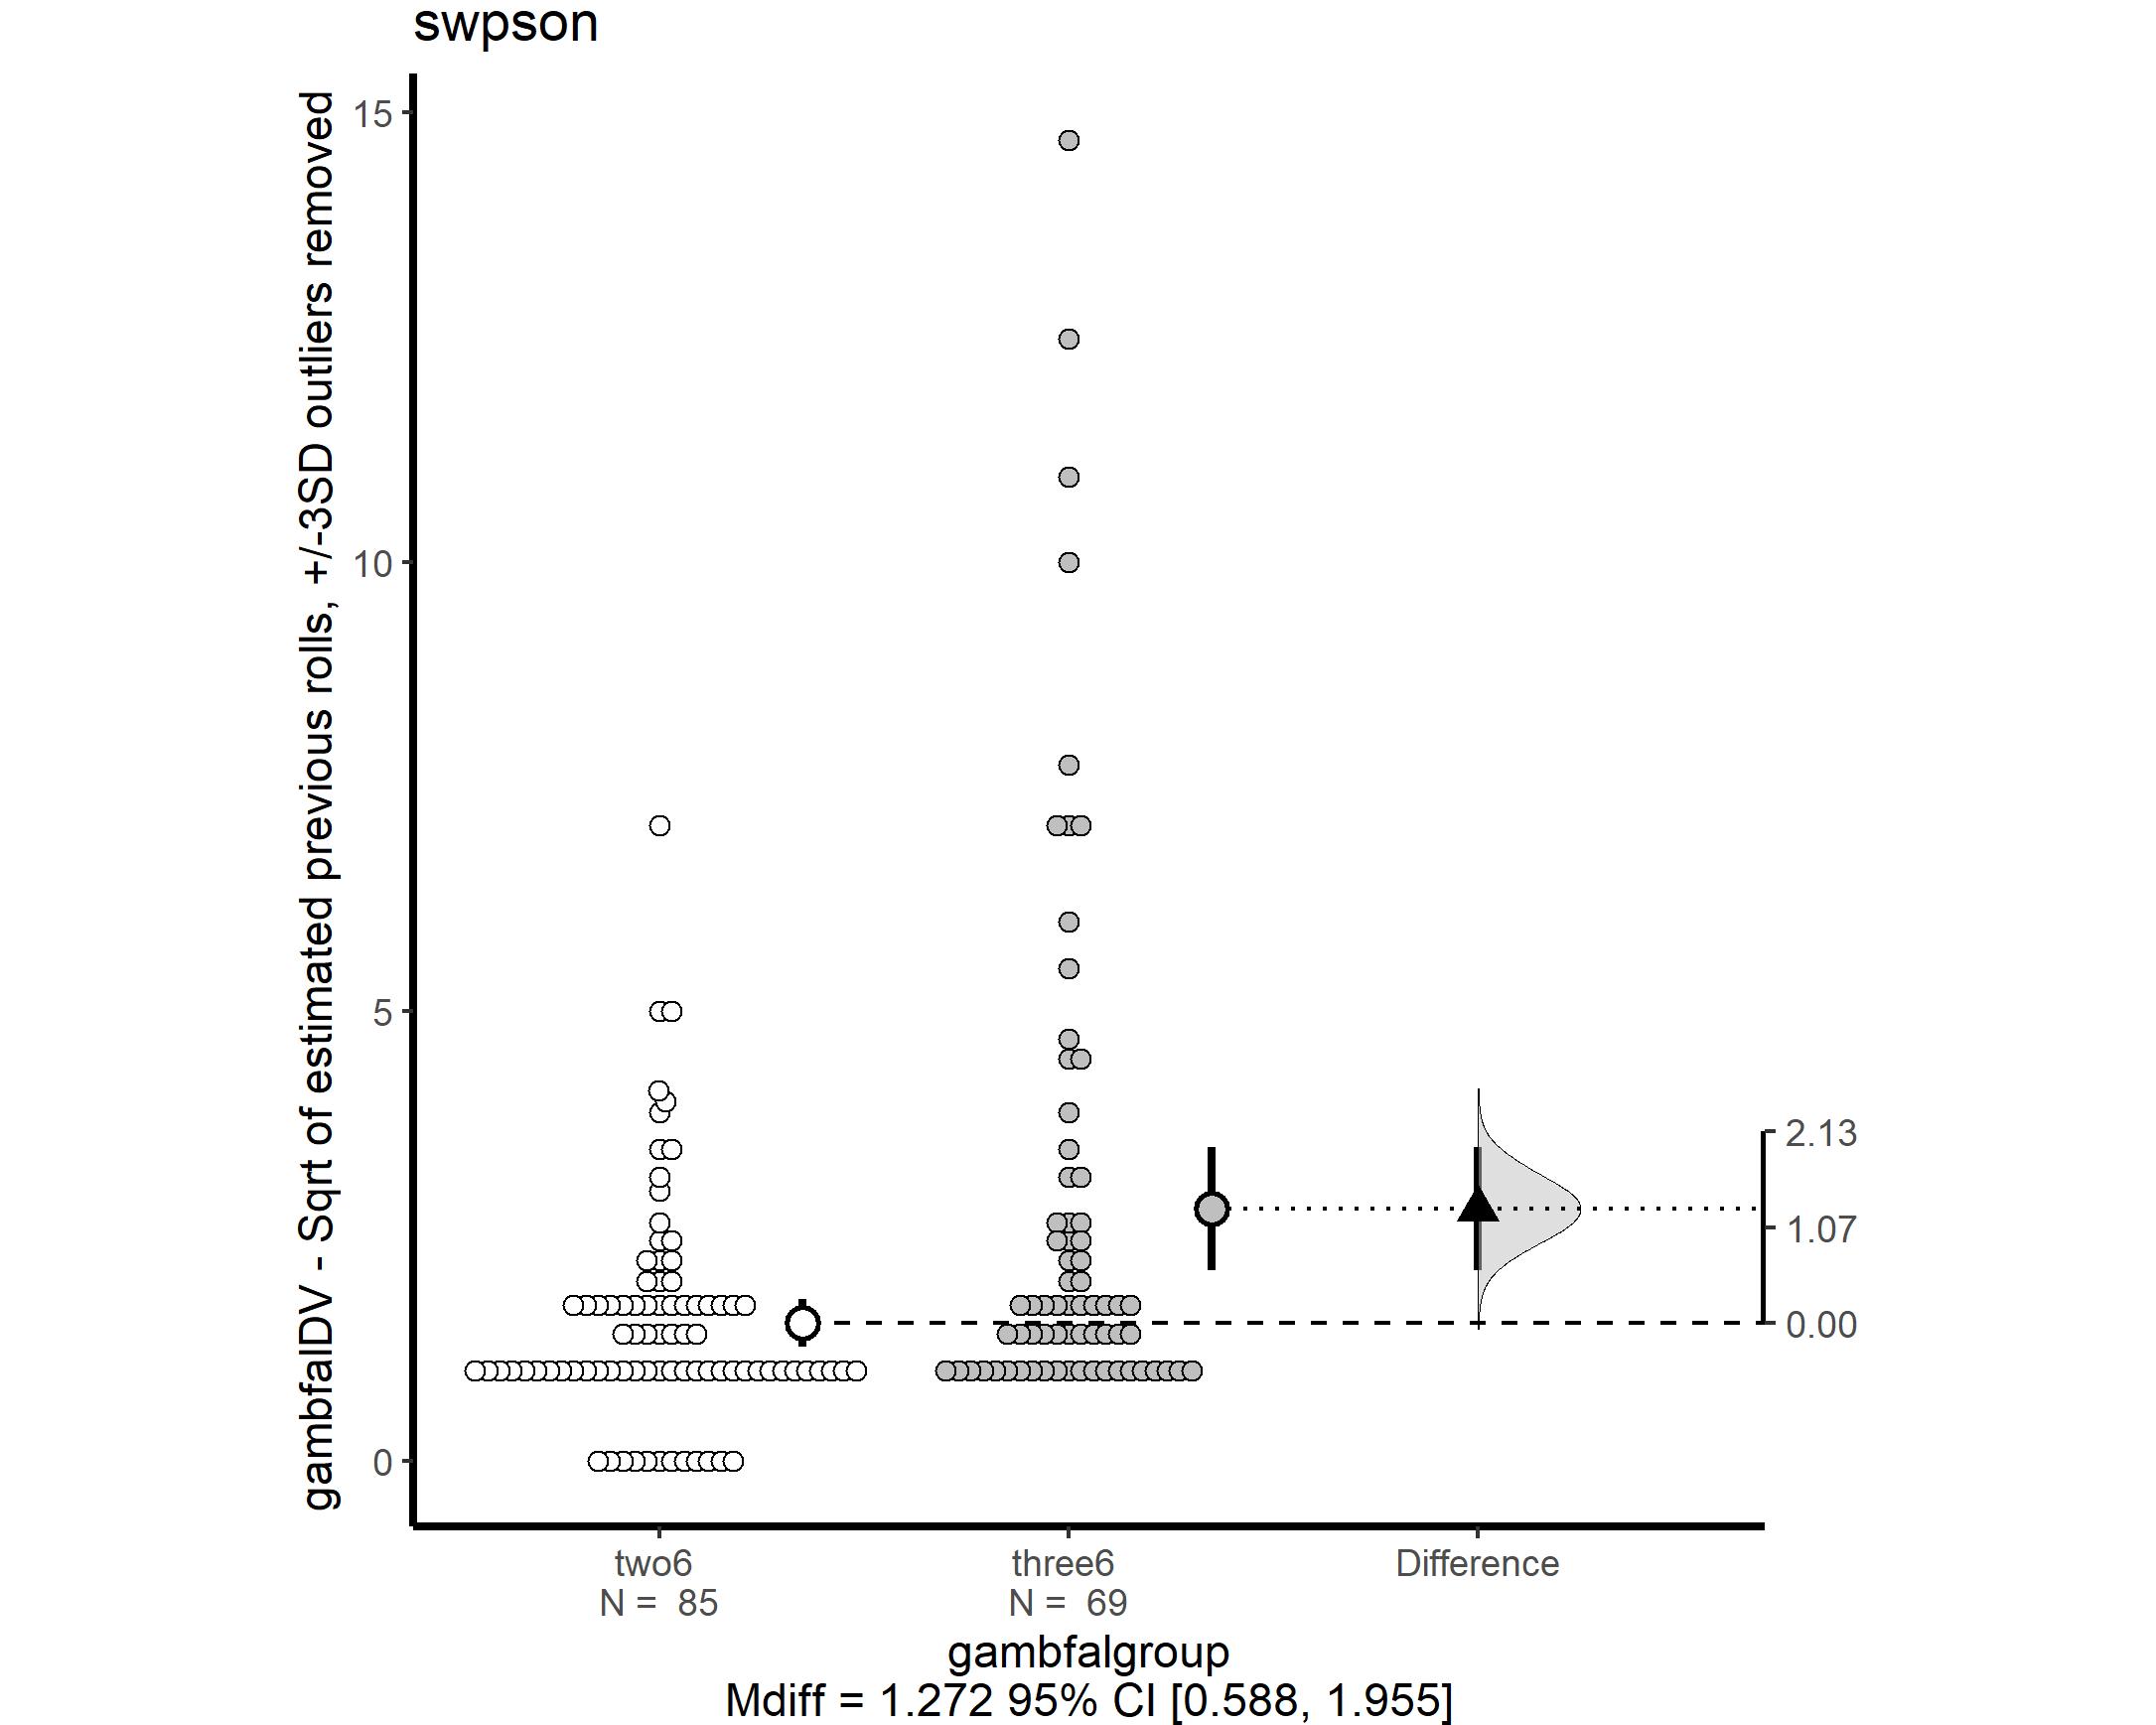 swpson
gambfalDV - Sqrt of estimated previous rolls, +/-3SD outliers removed
15
10
5
0
2.13
1.07
0.00
two6
N =  85
three6
N =  69
Difference
gambfalgroup
Mdiff = 1.272 95% CI [0.588, 1.955]